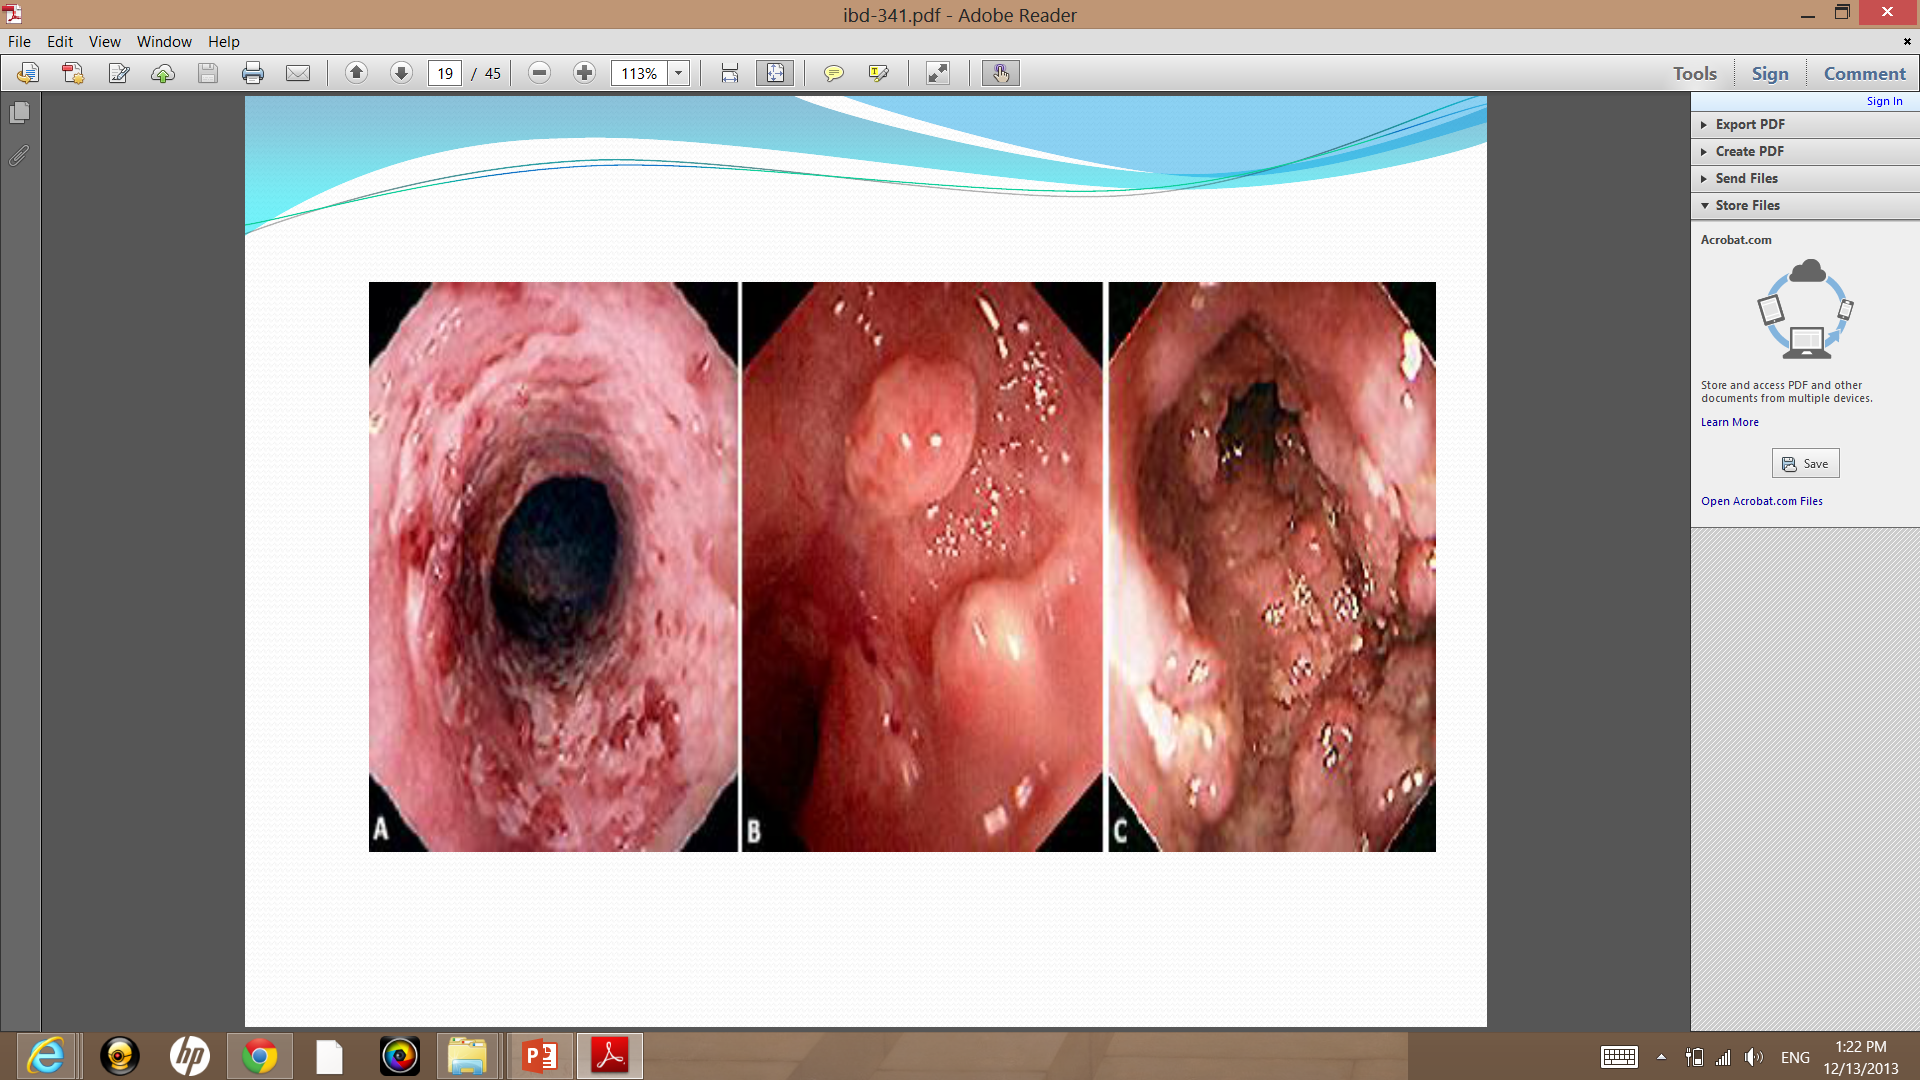 ibd-341.pdf - Adobe Reader
File Edit View Window Help
19 / 45 113% Tools Sign Comment
Sign In
Export PDF
Create PDF
Send Files
Store Files
Acrobat.com
Store and access PDF and other
documents from multiple devices.
Learn More
Save
Open Acrobat.com Files
A B C
hp P ENG 1:22 PM
12/13/2013